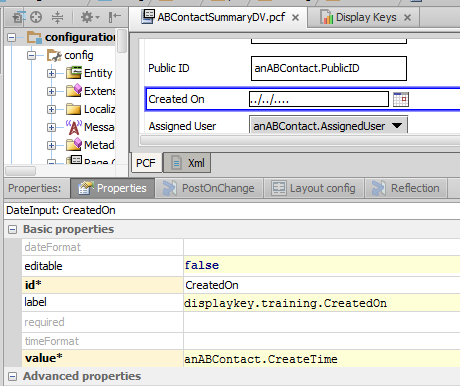 ABContactSummaryDV.pcf
Display Keys
configuration
config
Entity
Extens
Localiz
Messa
Metad
Page C
Public ID
anABContact.PublicID
Created On
../../....
Assigned User
anABContact.AssignedUser
PCF
Xml
Properties:
Properties
PostOnChange
Layout config
Reflection
DateInput: CreatedOn
Basic properties
dateFormat
editable
false
id*
CreatedOn
label
displaykey.training.CreatedOn
required
timeFormat
value*
anABContact.CreateTime
Advanced properties